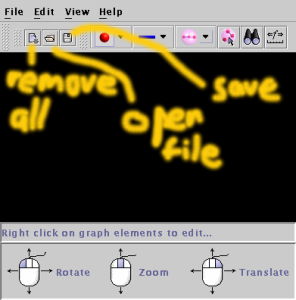 File Edit View Help
remove
all
open
file
save
Right click on graph elements to edit...
Rotate Zoom Translate